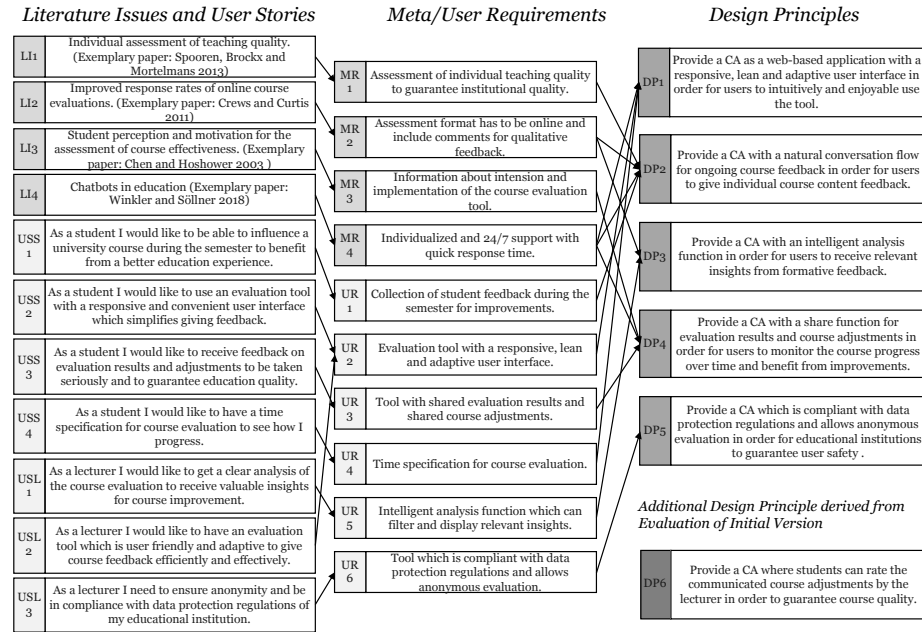 Literature Issues and User Stories
Meta/User Requirements
Design Principles
LI1
Individual assessment of teaching quality.
(Exemplary paper: Spooren, Brockx and
Mortelmans 2013)
LI2
Improved response rates of online course
evaluations. (Exemplary paper: Crews and Curtis
2011)
LI3
Student perception and motivation for the
assessment of course effectiveness. (Exemplary
paper: Chen and Hoshower 2003 )
LI4
Chatbots in education (Exemplary paper:
Winkler and Söllner 2018)
USS
1
As a student I would like to be able to influence a
university course during the semester to benefit
from a better education experience.
USS
2
As a student I would like to use an evaluation tool
with a responsive and convenient user interface
which simplifies giving feedback.
USS
3
As a student I would like to receive feedback on
evaluation results and adjustments to be taken
seriously and to guarantee education quality.
USS
4
As a student I would like to have a time
specification for course evaluation to see how I
progress.
USL
1
As a lecturer I would like to get a clear analysis of
the course evaluation to receive valuable insights
for course improvement.
USL
2
As a lecturer I would like to have an evaluation
tool which is user friendly and adaptive to give
course feedback efficiently and effectively.
USL
3
As a lecturer I need to ensure anonymity and be
in compliance with data protection regulations of
my educational institution.
MR
1
Assessment of individual teaching quality
to guarantee institutional quality.
MR
2
Assessment format has to be online and
include comments for qualitative
feedback.
MR
3
Information about intension and
implementation of the course evaluation
tool.
MR
4
Individualized and 24/7 support with
quick response time.
UR
1
Collection of student feedback during the
semester for improvements.
UR
2
Evaluation tool with a responsive, lean
and adaptive user interface.
UR
3
Tool with shared evaluation results and
shared course adjustments.
UR
4
Time specification for course evaluation.
UR
5
Intelligent analysis function which can
filter and display relevant insights.
UR
6
Tool which is compliant with data
protection regulations and allows
anonymous evaluation.
DP1
Provide a CA as a web-based application with a
responsive, lean and adaptive user interface in
order for users to intuitively and enjoyable use
the tool.
DP2
Provide a CA with a natural conversation flow
for ongoing course feedback in order for users
to give individual course content feedback.
DP3
Provide a CA with an intelligent analysis
function in order for users to receive relevant
insights from formative feedback.
DP4
Provide a CA with a share function for
evaluation results and course adjustments in
order for users to monitor the course progress
over time and benefit from improvements.
DP5
Provide a CA which is compliant with data
protection regulations and allows anonymous
evaluation in order for educational institutions
to guarantee user safety .
Additional Design Principle derived from
Evaluation of Initial Version
DP6
Provide a CA where students can rate the
communicated course adjustments by the
lecturer in order to guarantee course quality.